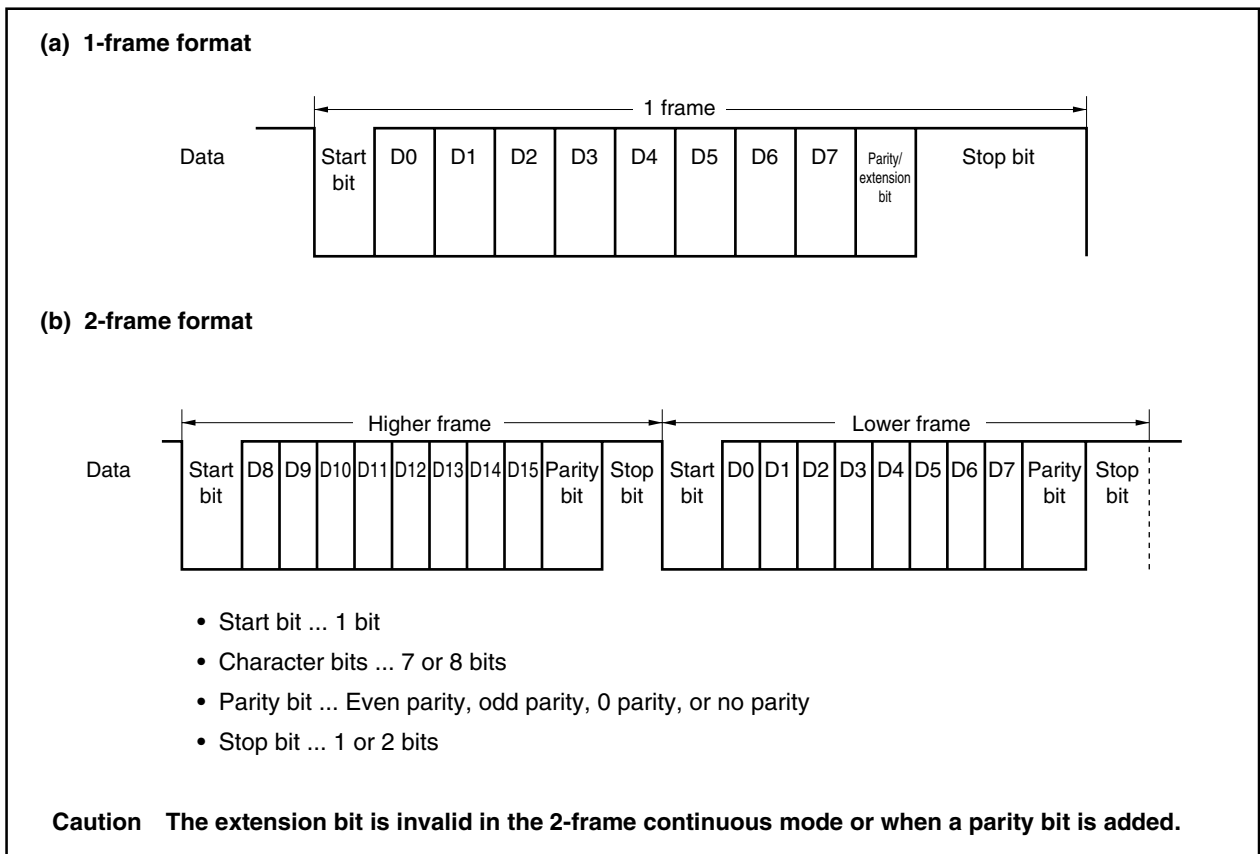 (a) 1-frame format
1 frame
Data Start bit D0 D1 D2 D3 D4 D5 D6 D7 Parity/ extension bit Stop bit
(b) 2-frame format
Higher frame Lower frame
Data Start bit D8 D9 D10 D11 D12 D13 D14 D15 Parity bit Stop bit Start bit D0 D1 D2 D3 D4 D5 D6 D7 Parity bit Stop bit
• Start bit ... 1 bit
• Character bits ... 7 or 8 bits
• Parity bit ... Even parity, odd parity, 0 parity, or no parity
• Stop bit ... 1 or 2 bits
Caution The extension bit is invalid in the 2-frame continuous mode or when a parity bit is added.